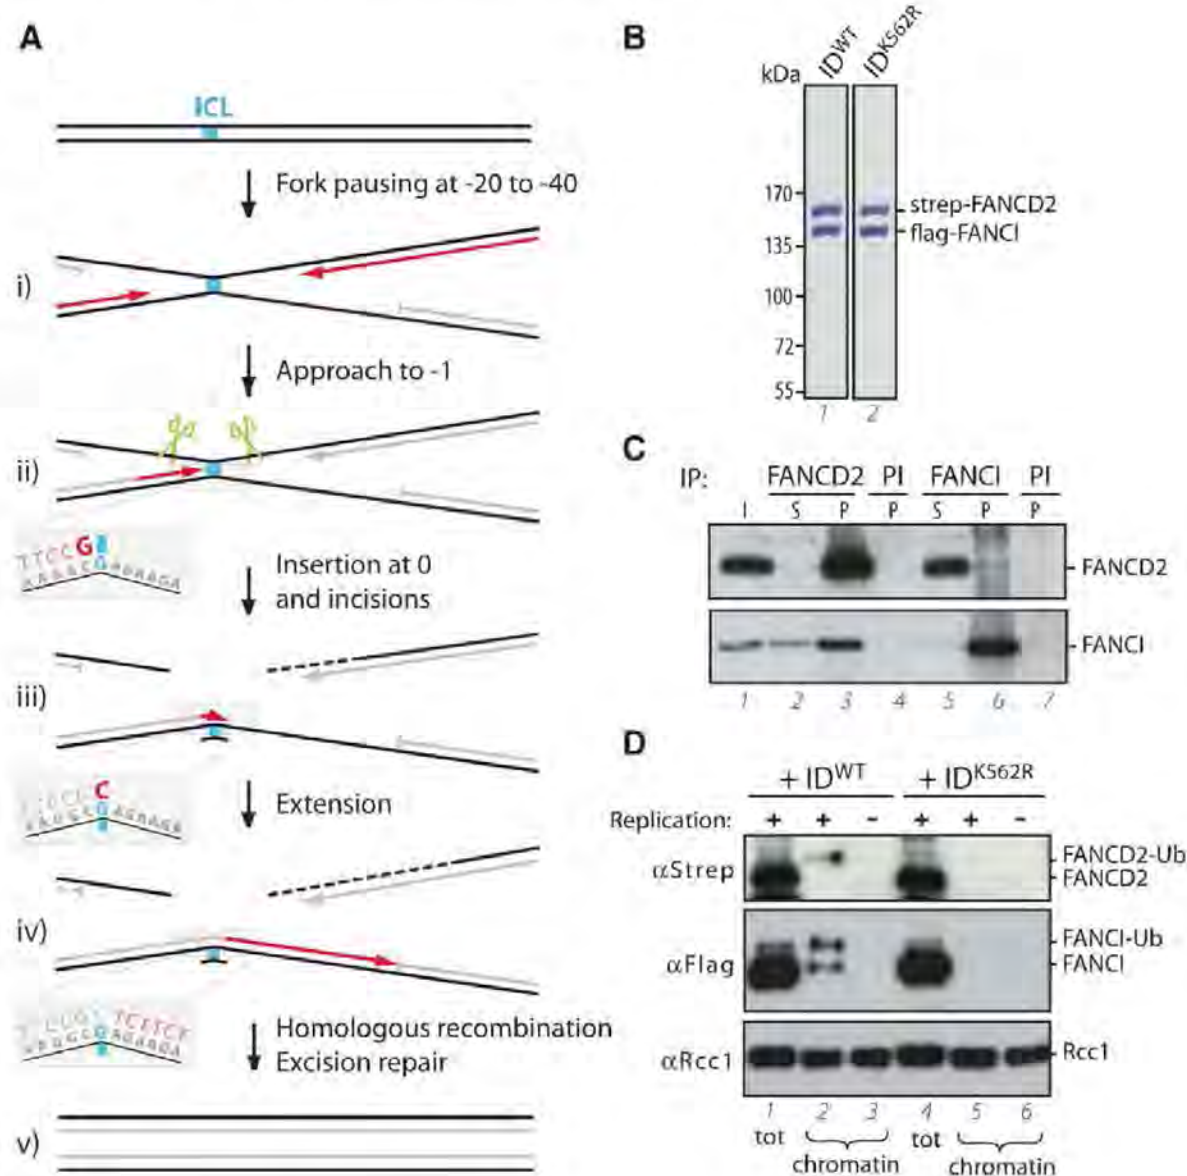 A
ICL
Fork pausing at -20 to -40
i)
Approach to -1
ii)
Insertion at 0
and incisions
iii)
Extension
iv)
Homologous recombination
Excision repair
v)
B
kDa
ID^WT
ID^K562R
170
135
100
72
55
strep-FANCD2
flag-FANCI
1 2
C
IP: FANCD2 PI FANCI PI
I S P P S P P
FANCD2
FANCI
1 2 3 4 5 6 7
D
+ ID^WT + ID^K562R
Replication: + + - + + -
αStrep
FANCD2-Ub
FANCD2
αFlag
FANCI-Ub
FANCI
αRcc1
Rcc1
1 2 3 4 5 6
tot chromatin tot chromatin